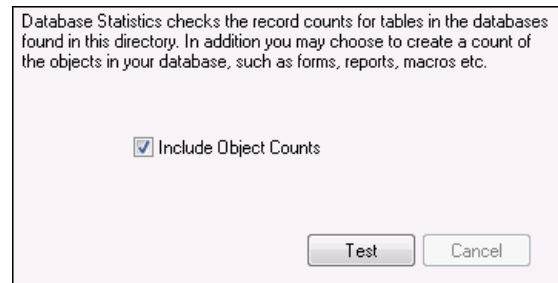 Database Statistics checks the record counts for tables in the databases
found in this directory. In addition you may choose to create a count of
the objects in your database, such as forms, reports, macros etc.
Include Object Counts
Test Cancel